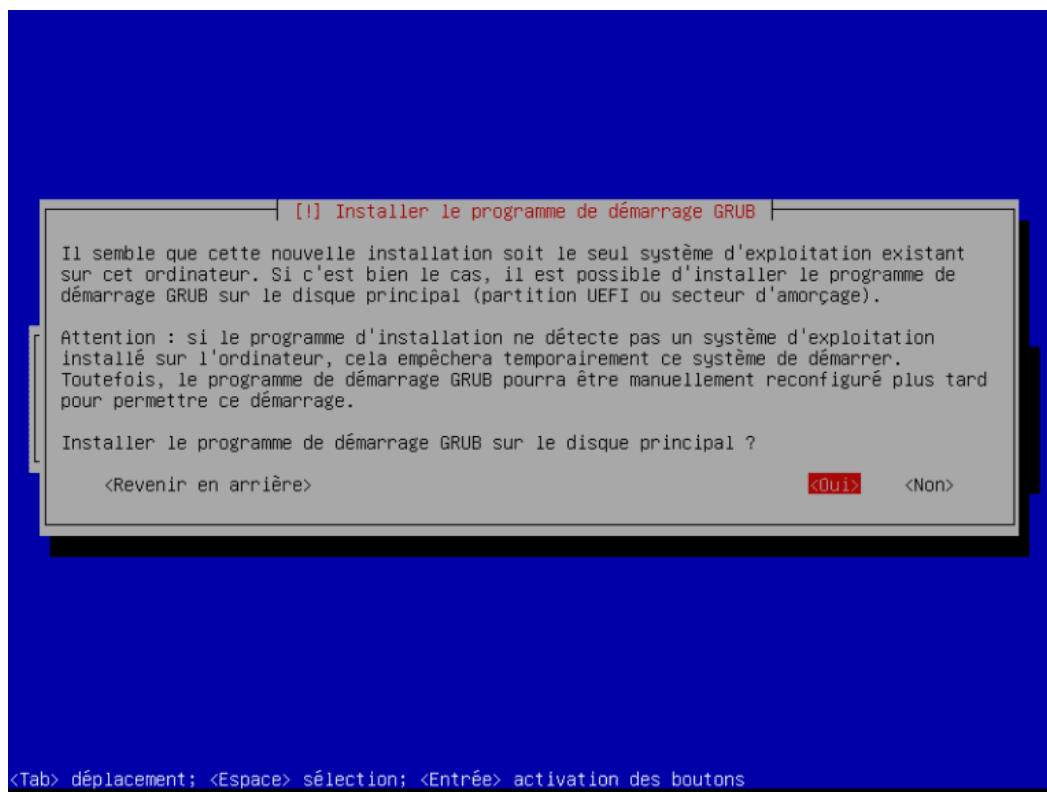 [!] Installer le programme de démarrage GRUB
Il semble que cette nouvelle installation soit le seul système d'exploitation existant
sur cet ordinateur. Si c'est bien le cas, il est possible d'installer le programme de
démarrage GRUB sur le disque principal (partition UEFI ou secteur d'amorçage).
Attention : si le programme d'installation ne détecte pas un système d'exploitation
installé sur l'ordinateur, cela empêchera temporairement ce système de démarrer.
Toutefois, le programme de démarrage GRUB pourra être manuellement reconfiguré plus tard
pour permettre ce démarrage.
Installer le programme de démarrage GRUB sur le disque principal ?
<Revenir en arrière> <Oui> <Non>
<Tab> déplacement; <Espace> sélection; <Entrée> activation des boutons